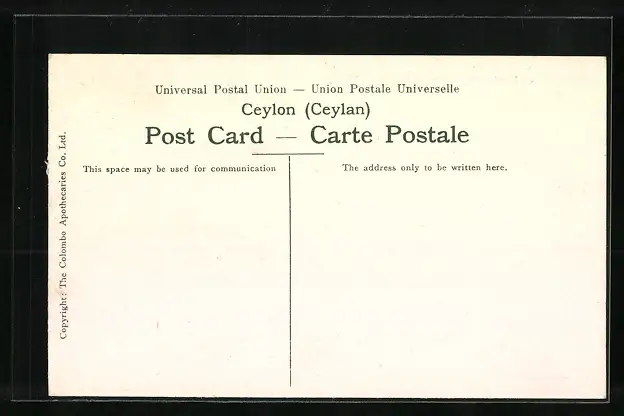 Universal Postal Union — Union Postale Universelle
Ceylon (Ceylan)
Post Card — Carte Postale
This space may be used for communication
The address only to be written here.
Copyright: The Colombo Apothecaries Co. Ltd.